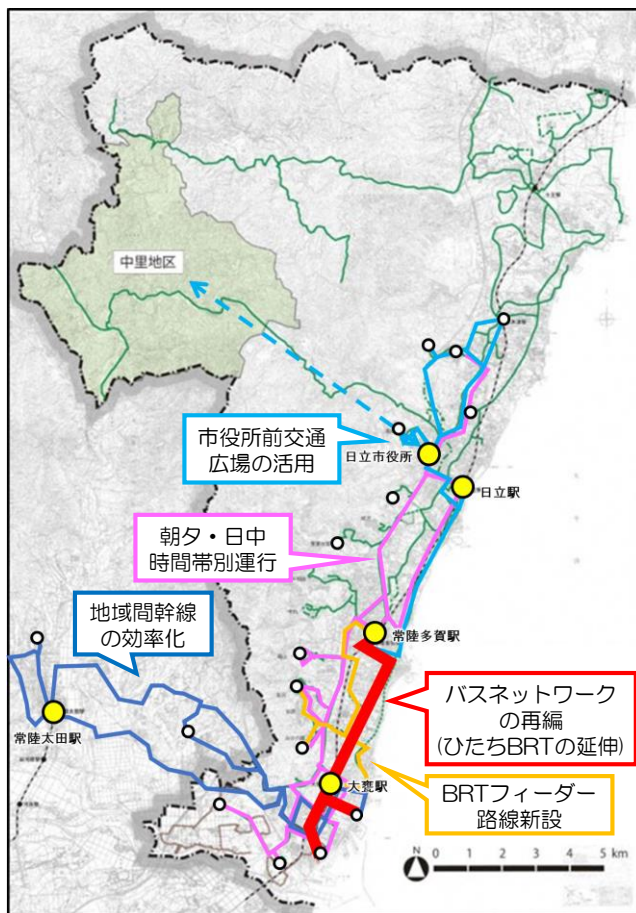 中里地区
市役所前交通
広場の活用
日立市役所
日立駅
朝夕・日中
時間帯別運行
地域間幹線
の効率化
常陸多賀駅
バスネットワーク
の再編
(ひたちBRTの延伸)
常陸太田駅
大甕駅
BRTフィーダー
路線新設
N
0 1 2 3 4 5 km